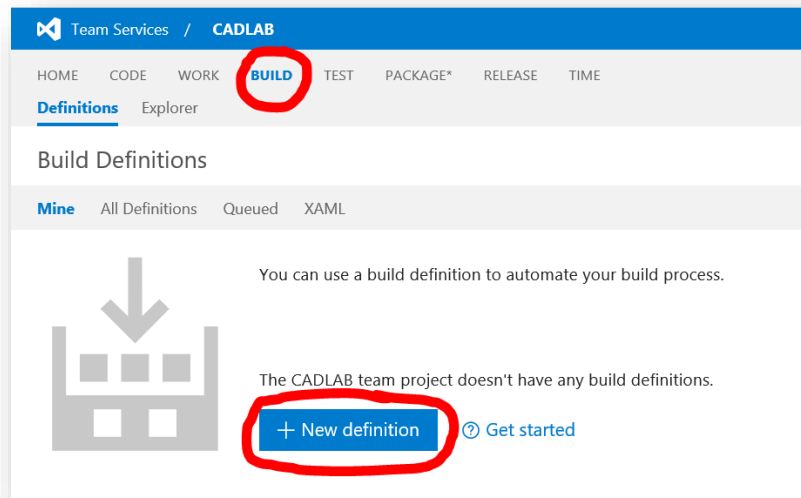 Team Services / CADLAB
HOME CODE WORK BUILD TEST PACKAGE* RELEASE TIME
Definitions Explorer
Build Definitions
Mine All Definitions Queued XAML
You can use a build definition to automate your build process.
The CADLAB team project doesn't have any build definitions.
+ New definition ? Get started